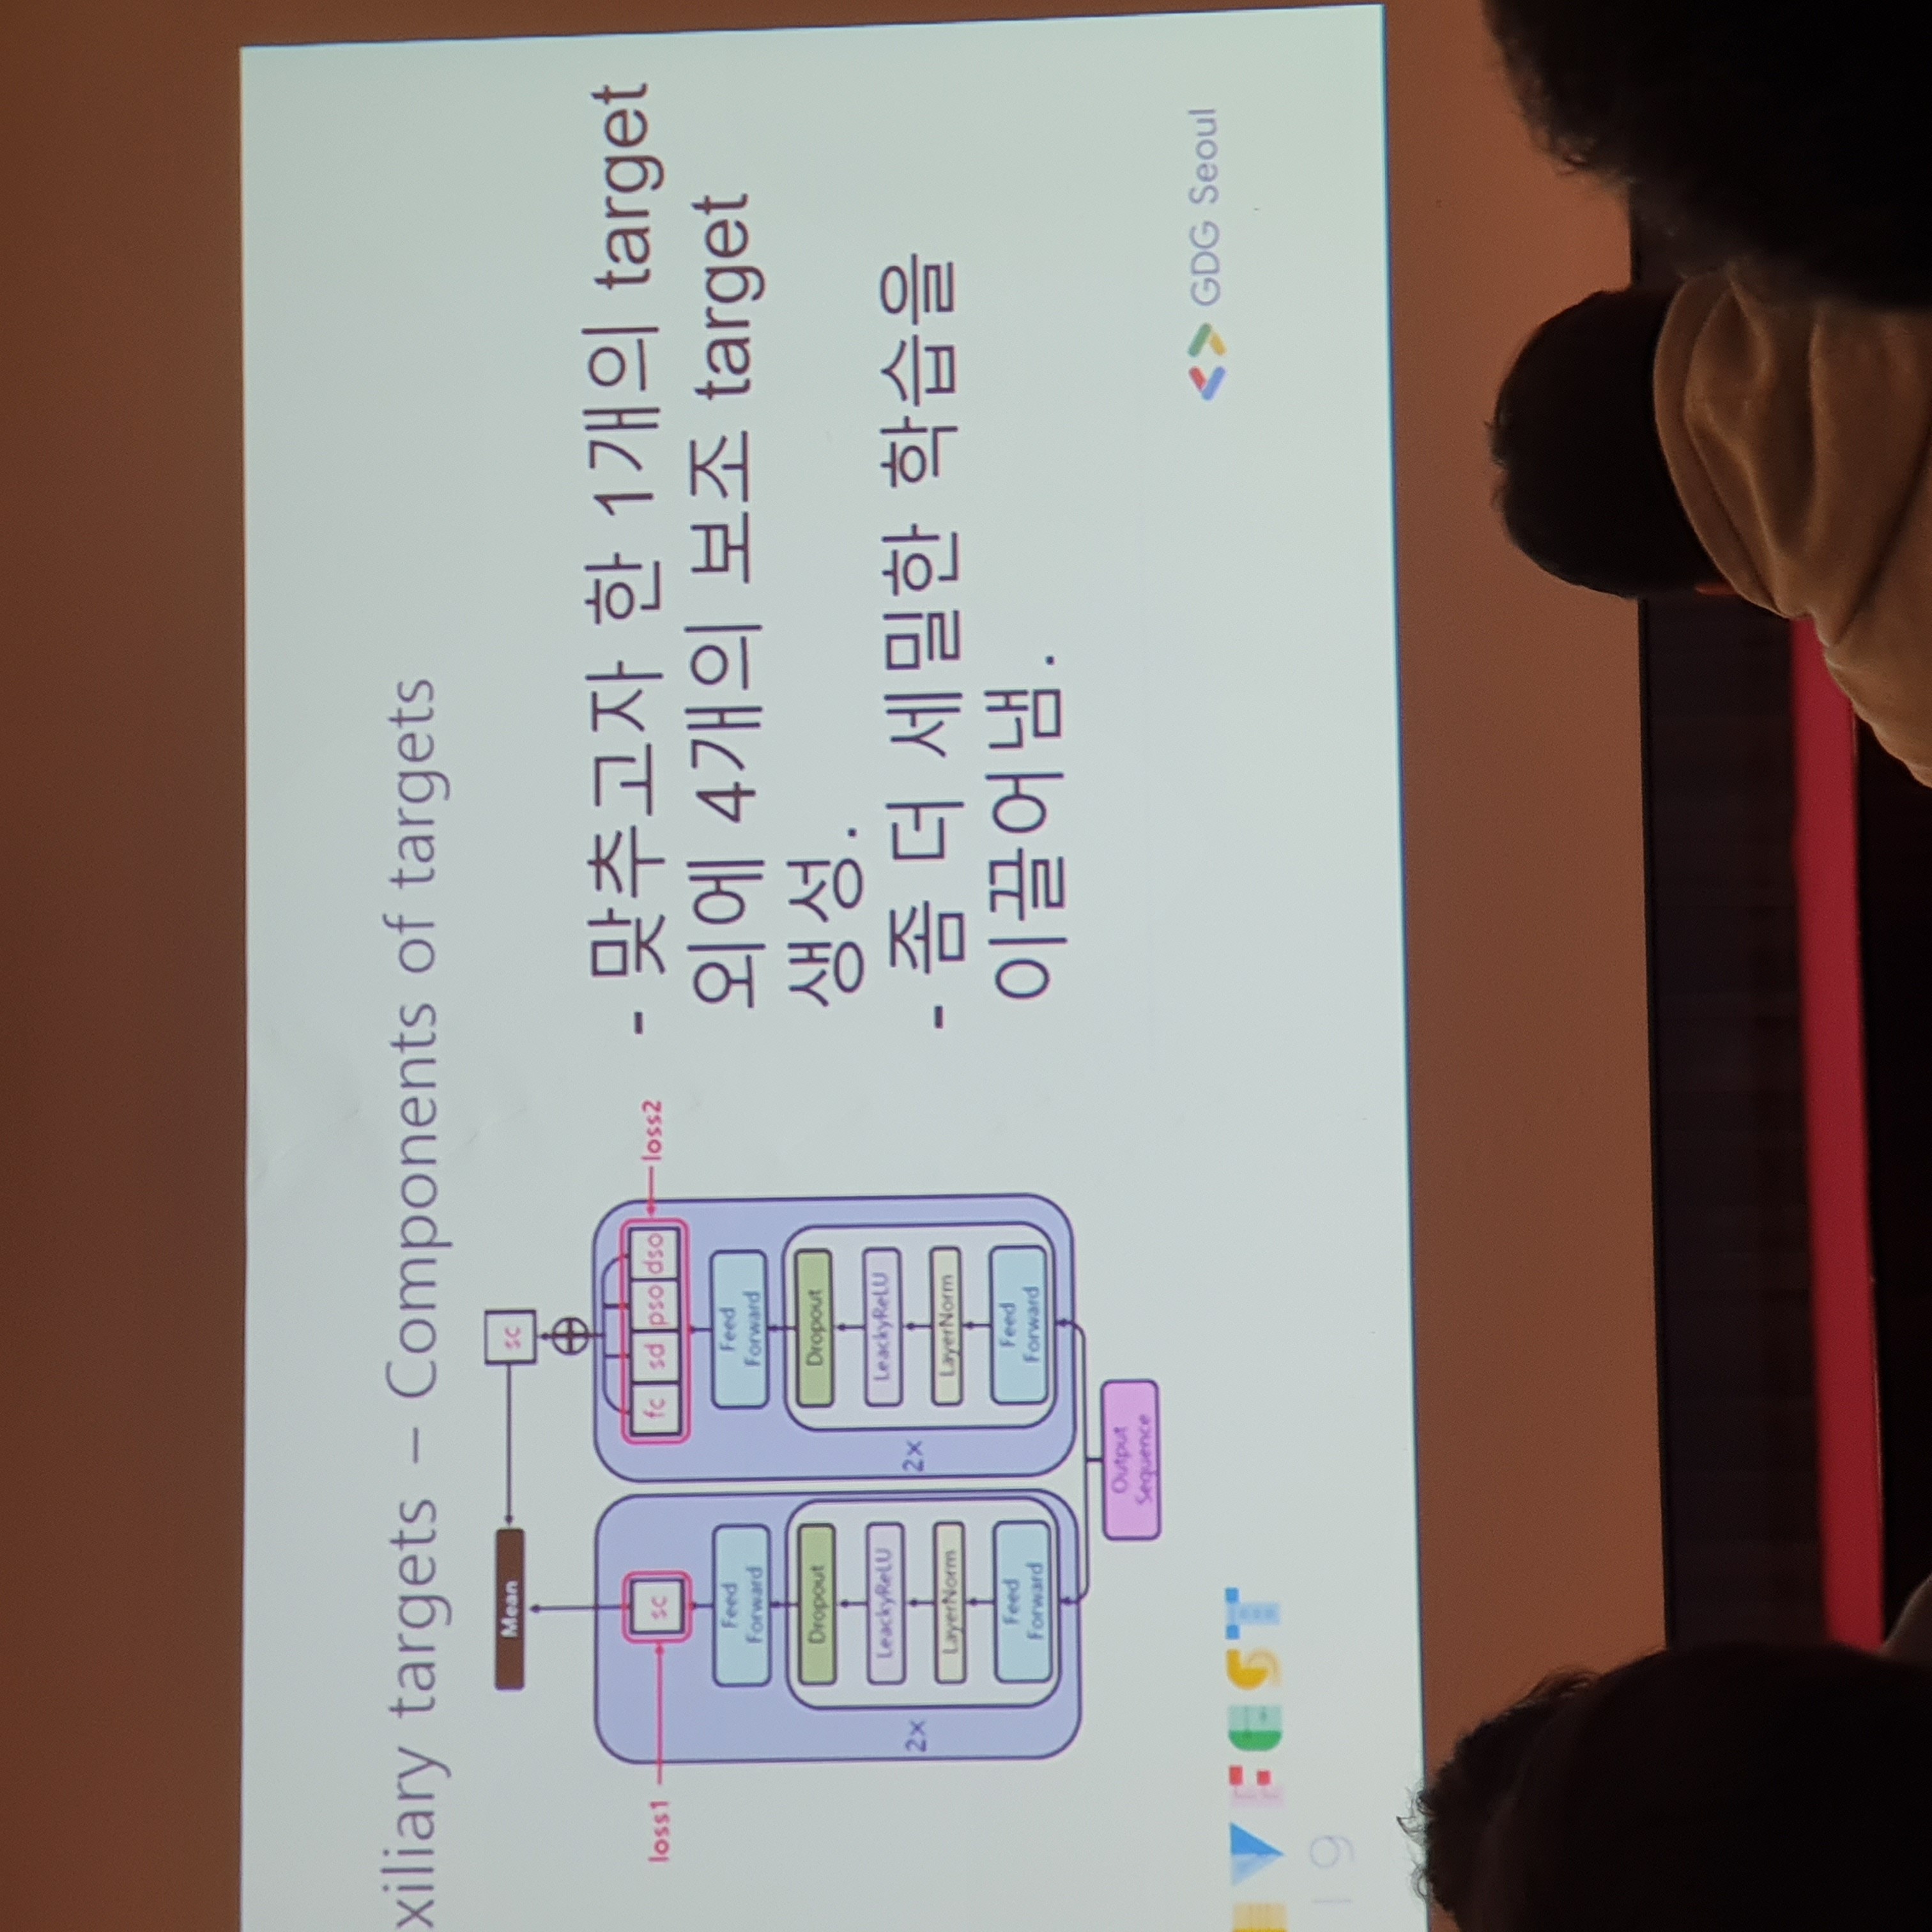 xiliary targets – Components of targets
Mean
sc
loss1
sc
fc sd pso dso
loss2
Feed
Forward
Feed
Forward
Dropout
Dropout
LeackyReLU
LeackyReLU
2x
2x
LayerNorm
LayerNorm
Feed
Forward
Feed
Forward
Output
Sequence
- 맞추고자 한 1개의 target
외에 4개의 보조 target
생성.
- 좀 더 세밀한 학습을
이끌어냄.
GDG Seoul
VFEST
19